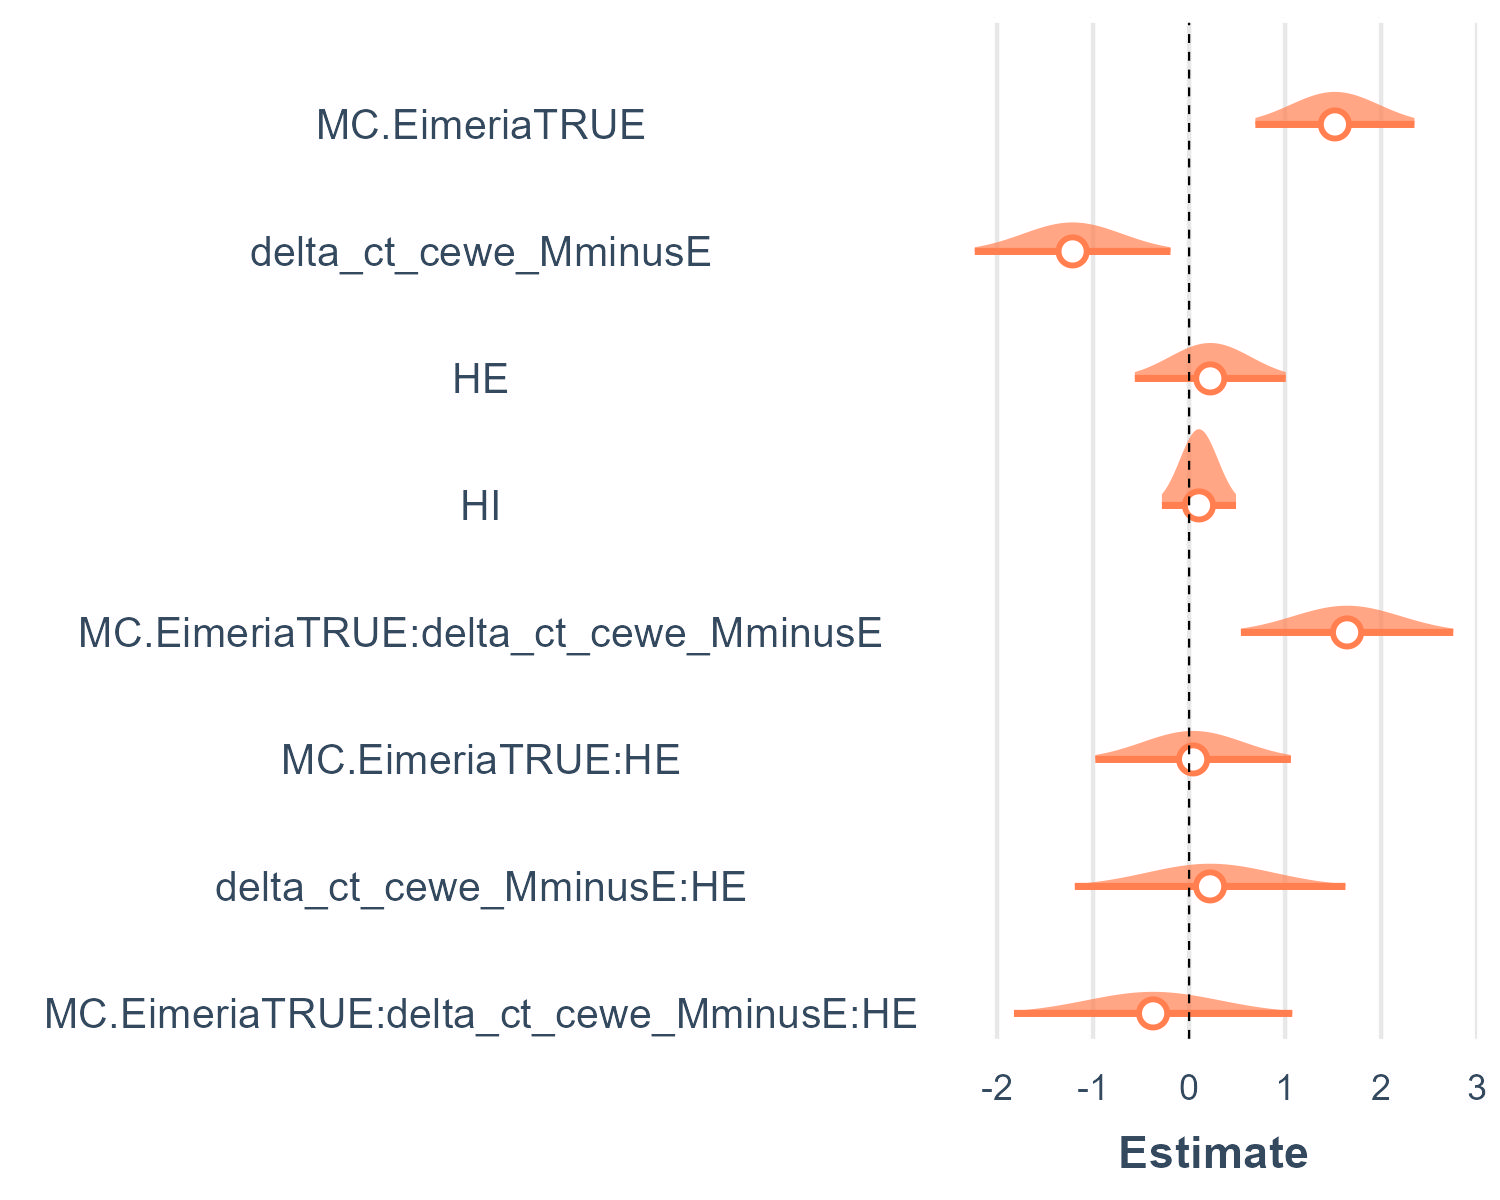 MC.EimeriaTRUE
delta_ct_cewe_MminusE
HE
HI
MC.EimeriaTRUE:delta_ct_cewe_MminusE
MC.EimeriaTRUE:HE
delta_ct_cewe_MminusE:HE
MC.EimeriaTRUE:delta_ct_cewe_MminusE:HE
-2 -1 0 1 2 3
Estimate